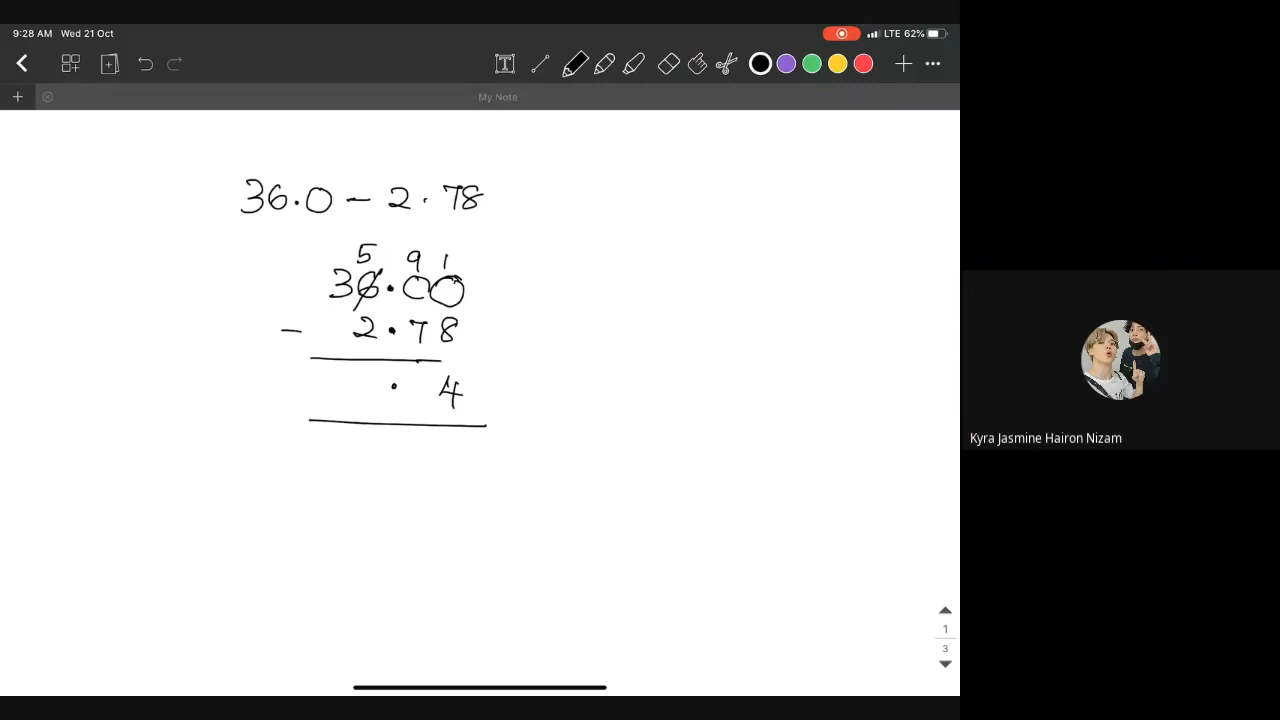 9:28 AM Wed 21 Oct
LTE 62%
T
My Note
36.0 - 2.78
5 9 1
36.00
- 2.78
. 4
Kyra Jasmine Hairon Nizam
1
3